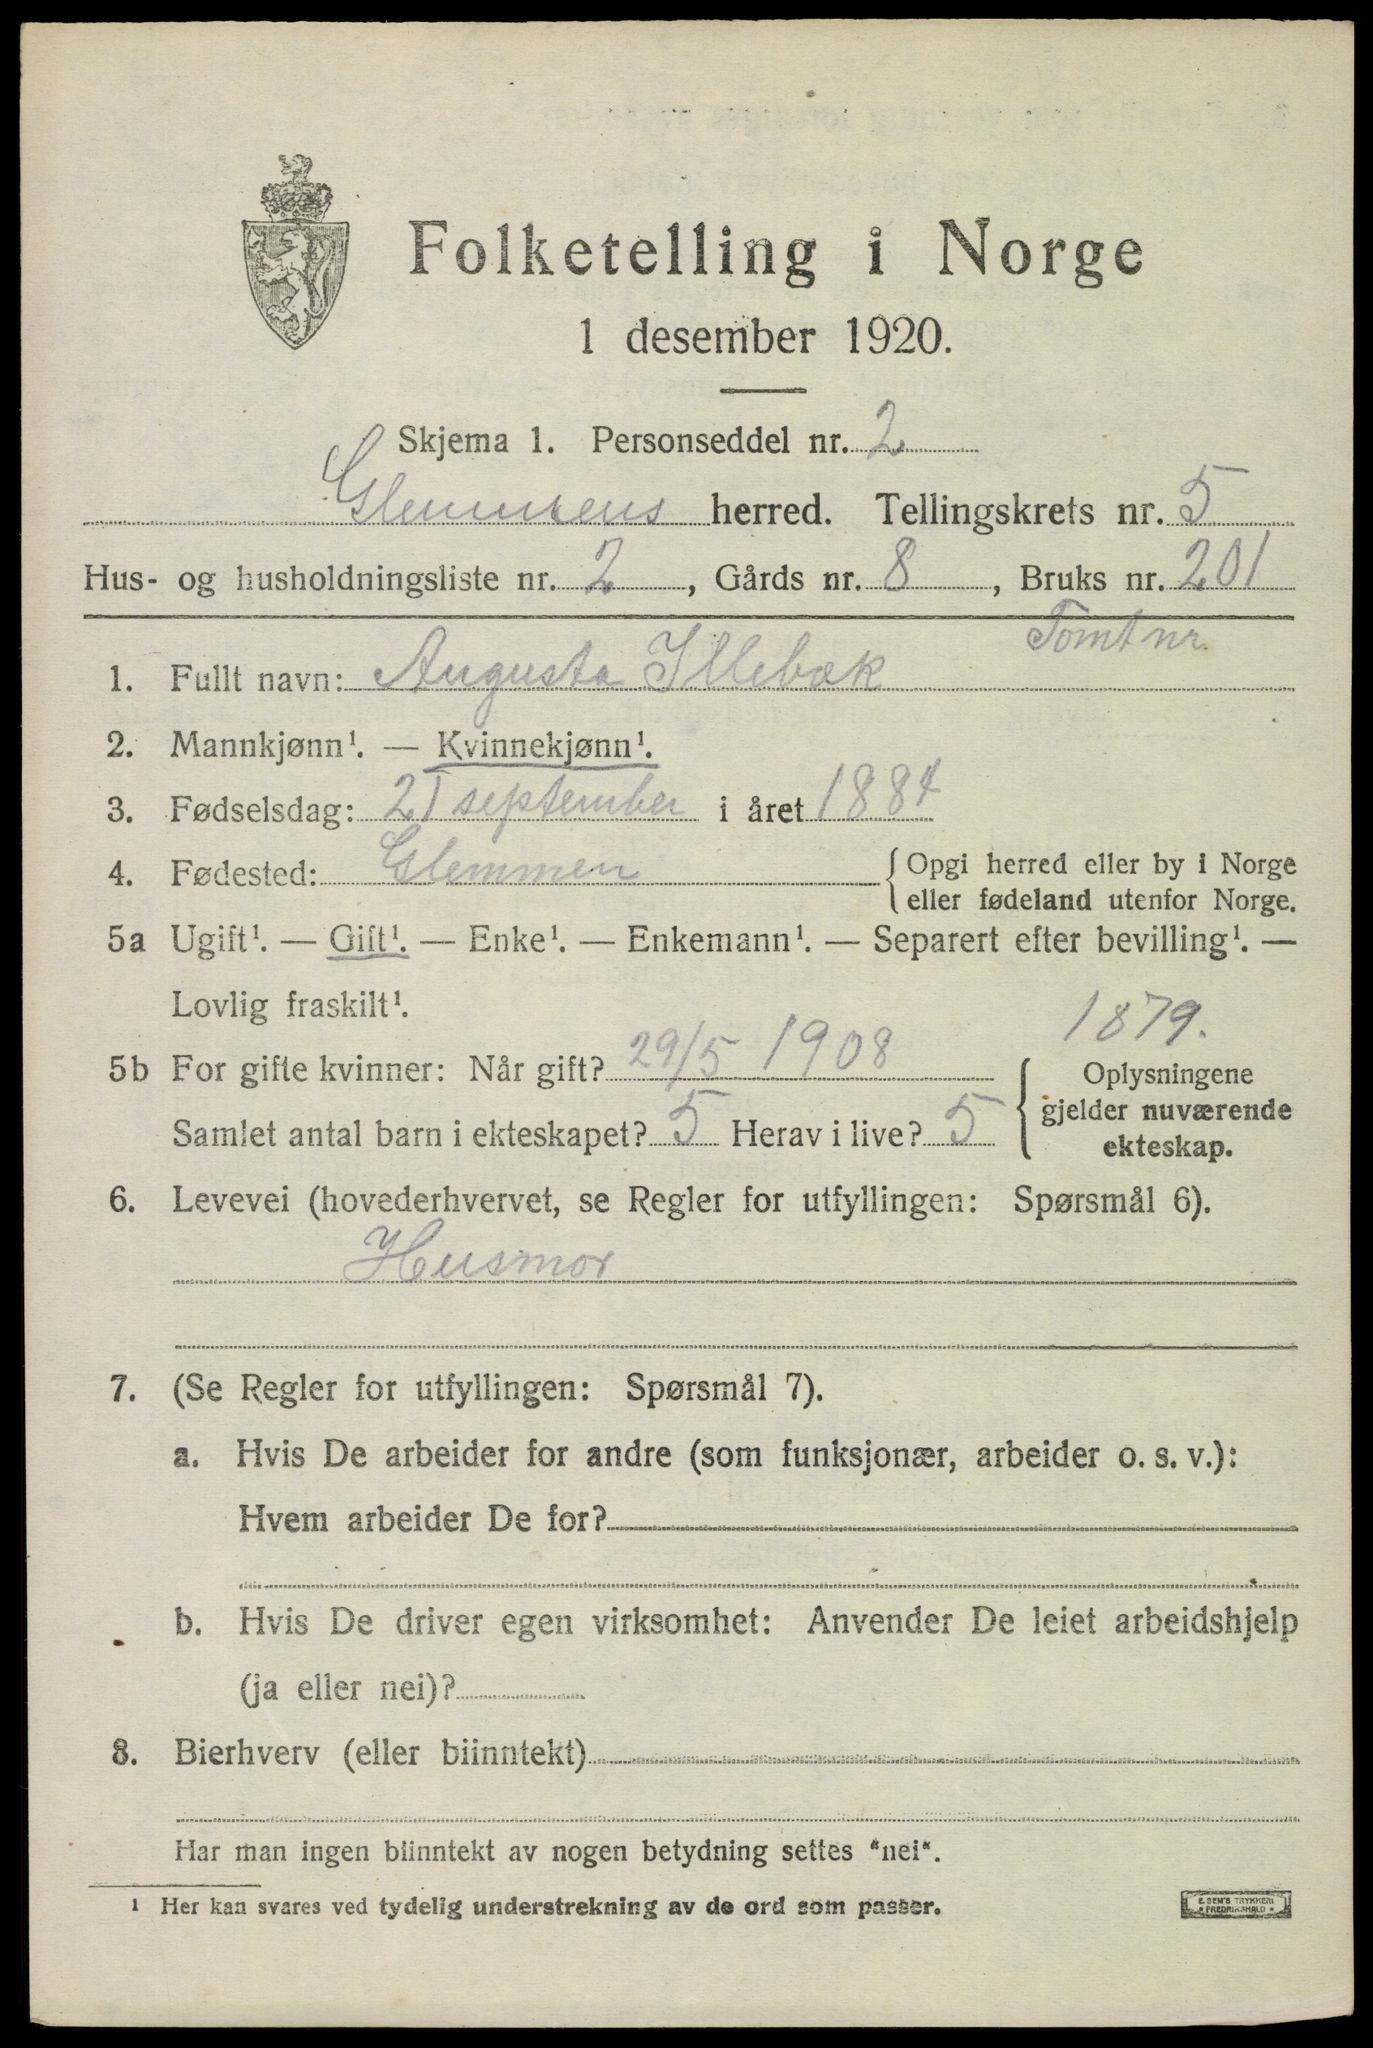 Folketelling i Norge
1 desember 1920.
Skjema 1. Personseddel nr. 2
Glemmens herred. Tellingskrets nr. 5
Hus- og husholdningsliste nr. 2, Gårds nr. 8, Bruks nr. 201
Tomt nr.
1. Fullt navn: Augusta Illebæk
2. Mannkjønn¹. — Kvinnekjønn¹.
3. Fødselsdag: 21 september i året 1884
4. Fødested: Glemmen { Opgi herred eller by i Norge
eller fødeland utenfor Norge.
5a Ugift¹. — Gift¹. — Enke¹. — Enkemann¹. — Separert efter bevilling¹. —
Lovlig fraskilt¹.
1879.
5b For gifte kvinner: Når gift? 29/5 1908
Samlet antal barn i ekteskapet? 5 Herav i live? 5
{ Oplysningene
gjelder nuværende
ekteskap.
6. Levevei (hovederhvervet, se Regler for utfyllingen: Spørsmål 6).
Husmor
7. (Se Regler for utfyllingen: Spørsmål 7).
a. Hvis De arbeider for andre (som funksjonær, arbeider o. s. v.):
Hvem arbeider De for?
b. Hvis De driver egen virksomhet: Anvender De leiet arbeidshjelp
(ja eller nei)?
8. Bierhverv (eller biinntekt)
Har man ingen biinntekt av nogen betydning settes "nei".
¹ Her kan svares ved tydelig understrekning av de ord som passer.
E. SEM'S TRYKKERI
* FREDRIKSHALD *